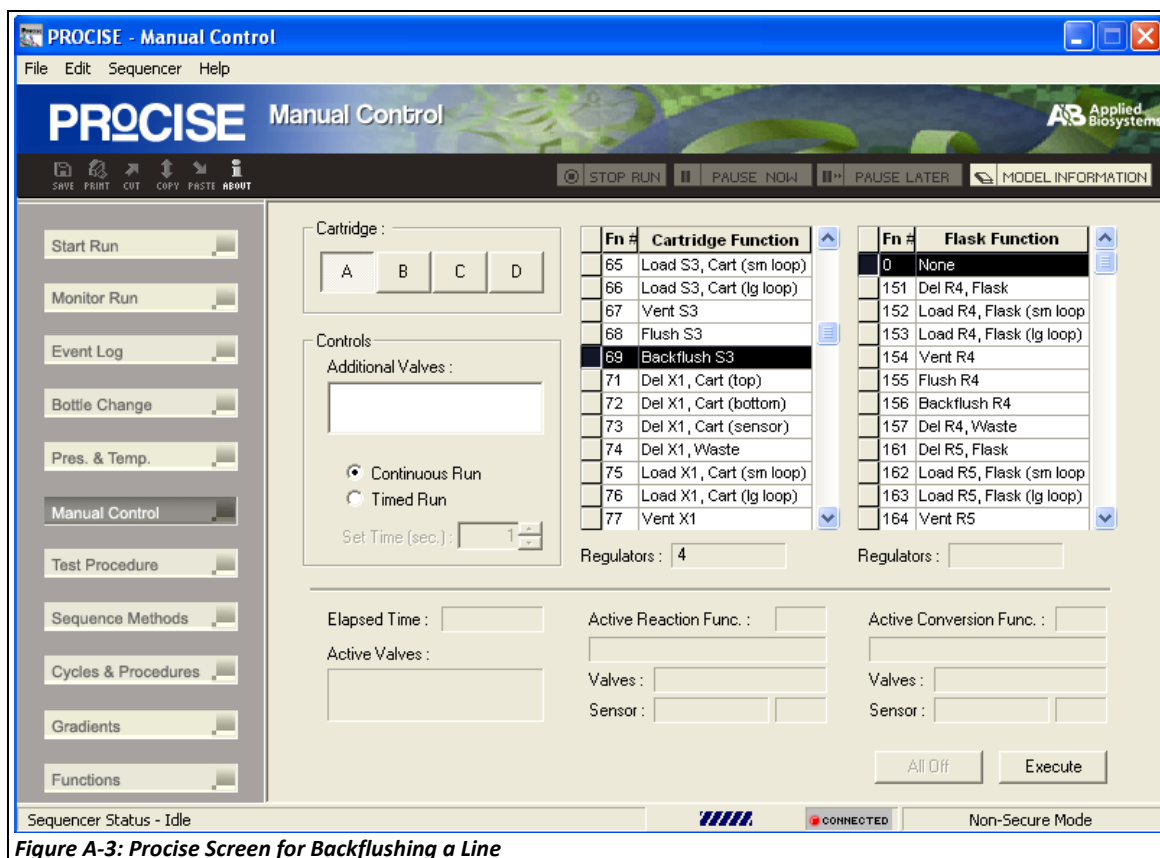 PROCISE - Manual Control
File Edit Sequencer Help
PROCISE Manual Control
AB Applied Biosystems
SAVE PRINT CUT COPY PASTE ABOUT
STOP RUN PAUSE NOW PAUSE LATER MODEL INFORMATION
Start Run
Monitor Run
Event Log
Bottle Change
Pres. & Temp.
Manual Control
Test Procedure
Sequence Methods
Cycles & Procedures
Gradients
Functions
Cartridge :
A B C D
Controls
Additional Valves :
Continuous Run
Timed Run
Set Time (sec.) : 1
Fn # Cartridge Function
65 Load S3, Cart (sm loop)
66 Load S3, Cart (lg loop)
67 Vent S3
68 Flush S3
69 Backflush S3
71 Del X1, Cart (top)
72 Del X1, Cart (bottom)
73 Del X1, Cart (sensor)
74 Del X1, Waste
75 Load X1, Cart (sm loop)
76 Load X1, Cart (lg loop)
77 Vent X1
Regulators : 4
Fn # Flask Function
0 None
151 Del R4, Flask
152 Load R4, Flask (sm loop
153 Load R4, Flask (lg loop)
154 Vent R4
155 Flush R4
156 Backflush R4
157 Del R4, Waste
161 Del R5, Flask
162 Load R5, Flask (sm loop
163 Load R5, Flask (lg loop)
164 Vent R5
Regulators :
Elapsed Time :
Active Valves :
Active Reaction Func. :
Valves :
Sensor :
Active Conversion Func. :
Valves :
Sensor :
All Off Execute
Sequencer Status - Idle CONNECTED Non-Secure Mode
Figure A-3: Procise Screen for Backflushing a Line